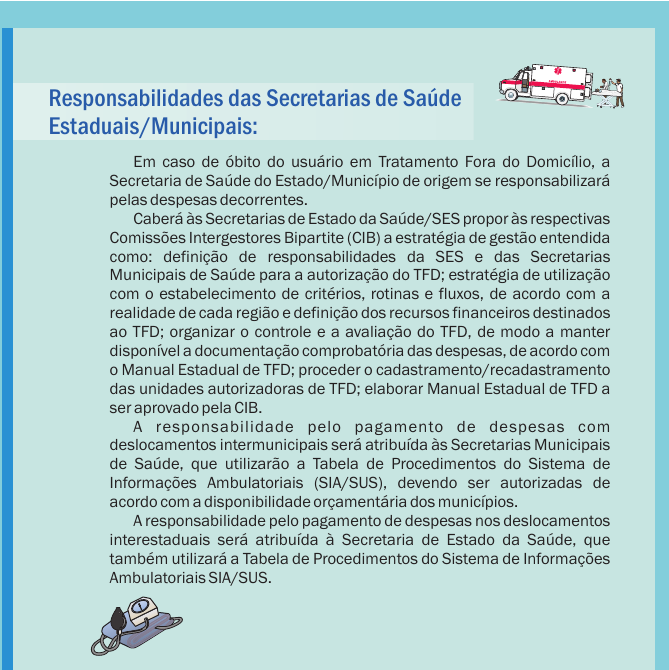 Responsabilidades das Secretarias de Saúde
Estaduais/Municipais:
Em caso de óbito do usuário em Tratamento Fora do Domicílio, a
Secretaria de Saúde do Estado/Município de origem se responsabilizará
pelas despesas decorrentes.
Caberá às Secretarias de Estado da Saúde/SES propor às respectivas
Comissões Intergestores Bipartite (CIB) a estratégia de gestão entendida
como: definição de responsabilidades da SES e das Secretarias
Municipais de Saúde para a autorização do TFD; estratégia de utilização
com o estabelecimento de critérios, rotinas e fluxos, de acordo com a
realidade de cada região e definição dos recursos financeiros destinados
ao TFD; organizar o controle e a avaliação do TFD, de modo a manter
disponível a documentação comprobatória das despesas, de acordo com
o Manual Estadual de TFD; proceder o cadastramento/recadastramento
das unidades autorizadoras de TFD; elaborar Manual Estadual de TFD a
ser aprovado pela CIB.
A responsabilidade pelo pagamento de despesas com
deslocamentos intermunicipais será atribuída às Secretarias Municipais
de Saúde, que utilizarão a Tabela de Procedimentos do Sistema de
Informações Ambulatoriais (SIA/SUS), devendo ser autorizadas de
acordo com a disponibilidade orçamentária dos municípios.
A responsabilidade pelo pagamento de despesas nos deslocamentos
interestaduais será atribuída à Secretaria de Estado da Saúde, que
também utilizará a Tabela de Procedimentos do Sistema de Informações
Ambulatoriais SIA/SUS.